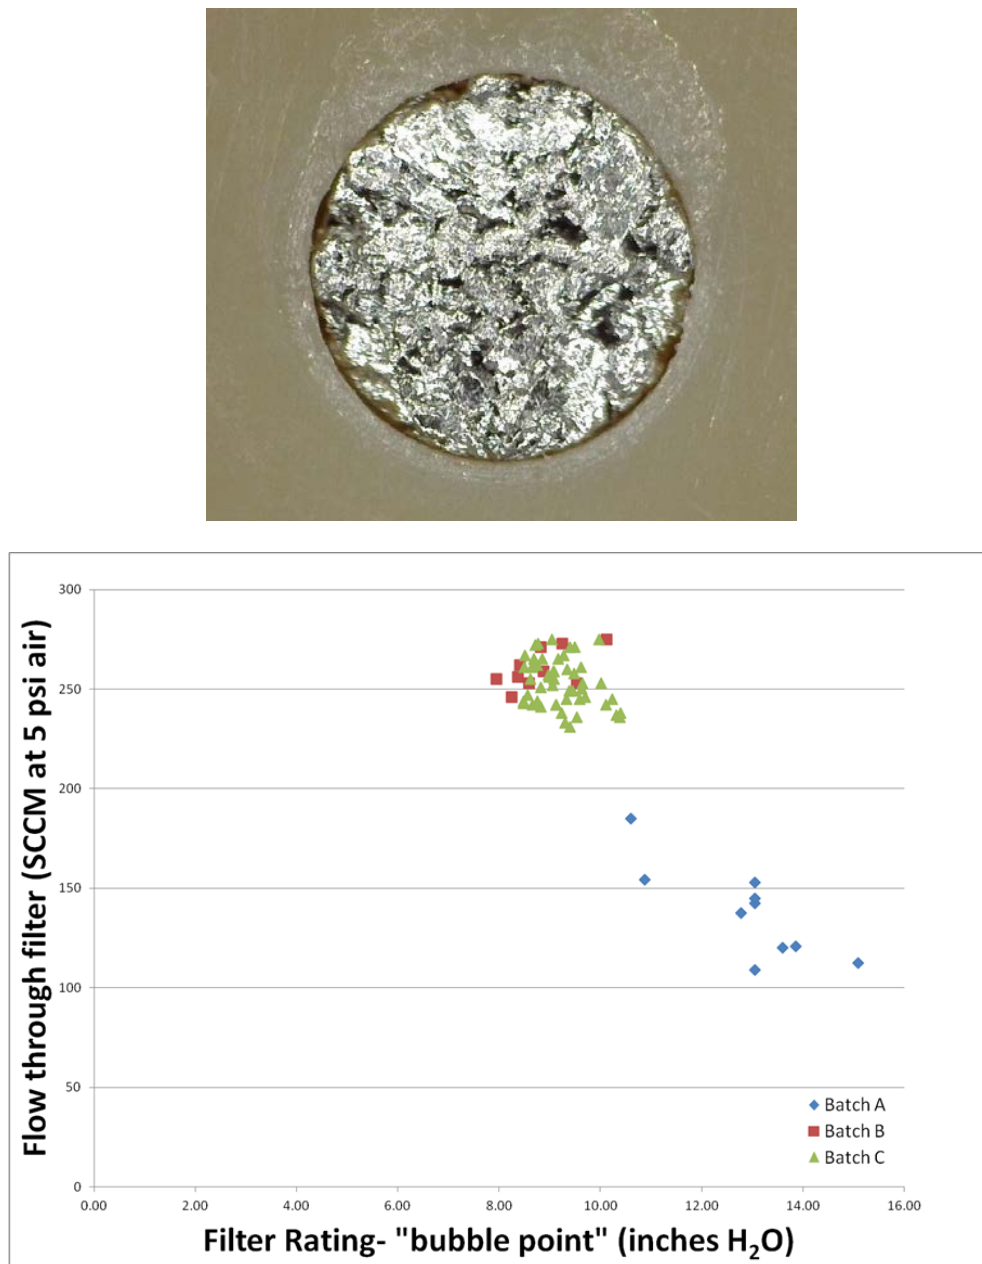 300
250
200
150
100
50
0
Flow through filter (SCCM at 5 psi air)
Batch A
Batch B
Batch C
0.00 2.00 4.00 6.00 8.00 10.00 12.00 14.00 16.00
Filter Rating- "bubble point" (inches H₂O)